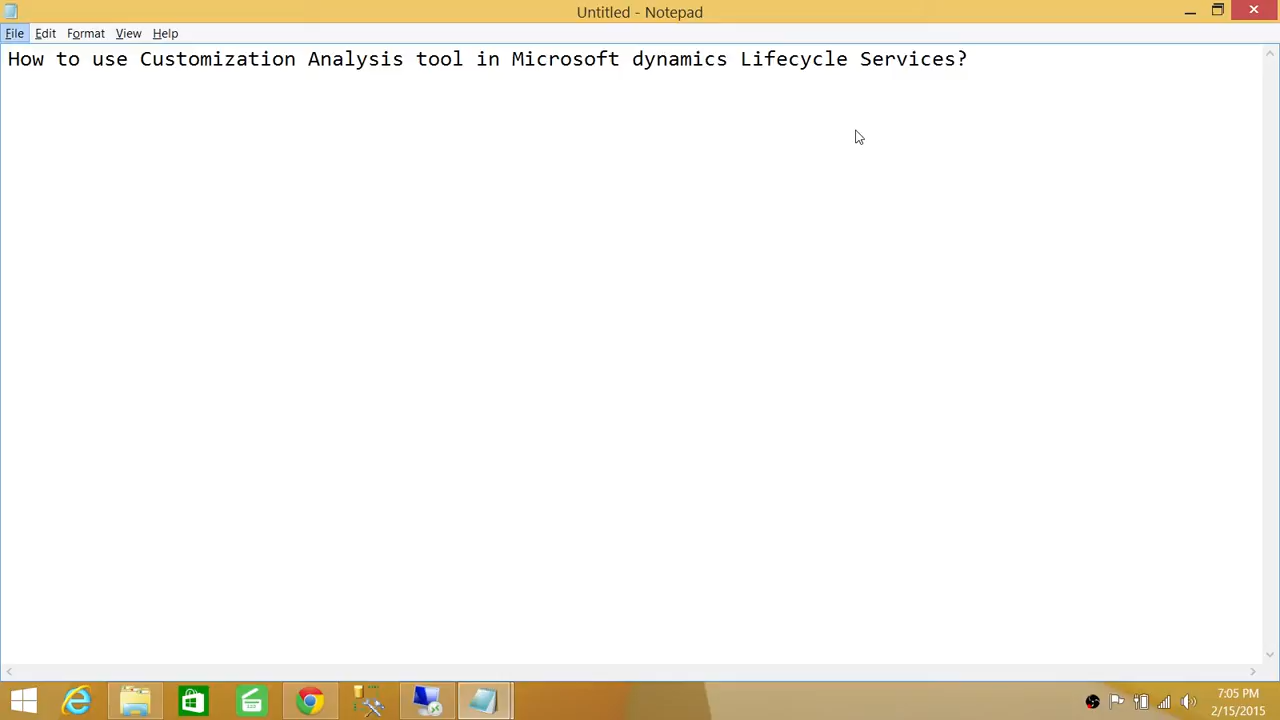 Untitled - Notepad
File Edit Format View Help
How to use Customization Analysis tool in Microsoft dynamics Lifecycle Services?
7:05 PM
2/15/2015